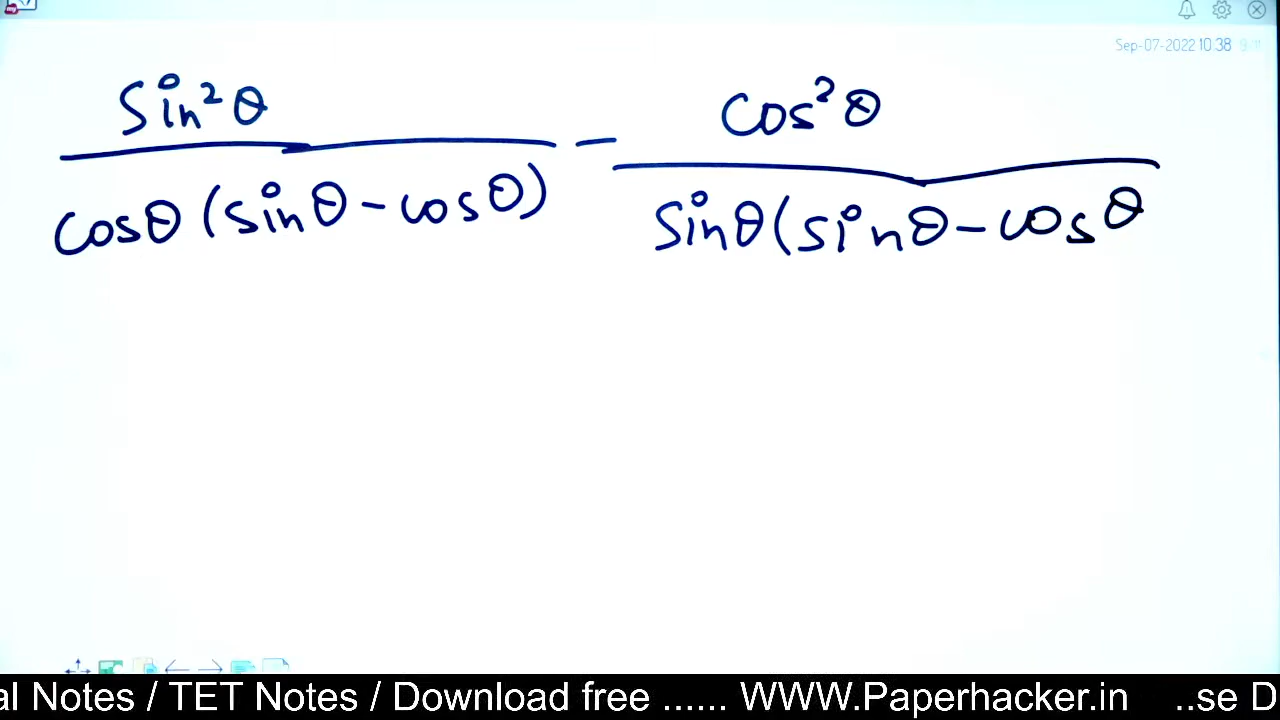 Sep-07-2022 10:38
sin²θ / cosθ (sinθ - cosθ) - cos²θ / sinθ (sinθ - cosθ
al Notes / TET Notes / Download free ...... WWW.Paperhacker.in ..se D